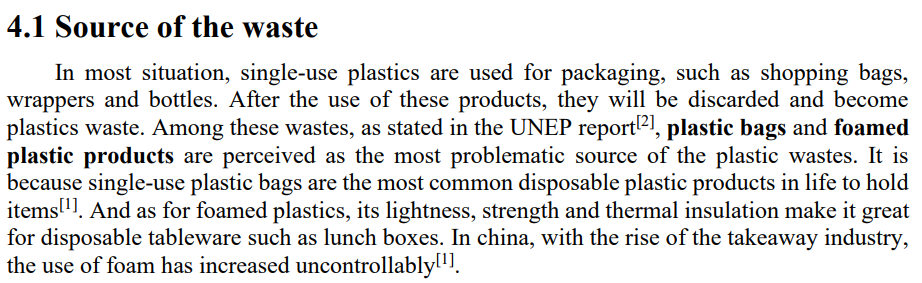 4.1 Source of the waste
In most situation, single-use plastics are used for packaging, such as shopping bags,
wrappers and bottles. After the use of these products, they will be discarded and become
plastics waste. Among these wastes, as stated in the UNEP report[2], plastic bags and foamed
plastic products are perceived as the most problematic source of the plastic wastes. It is
because single-use plastic bags are the most common disposable plastic products in life to hold
items[1]. And as for foamed plastics, its lightness, strength and thermal insulation make it great
for disposable tableware such as lunch boxes. In china, with the rise of the takeaway industry,
the use of foam has increased uncontrollably[1].